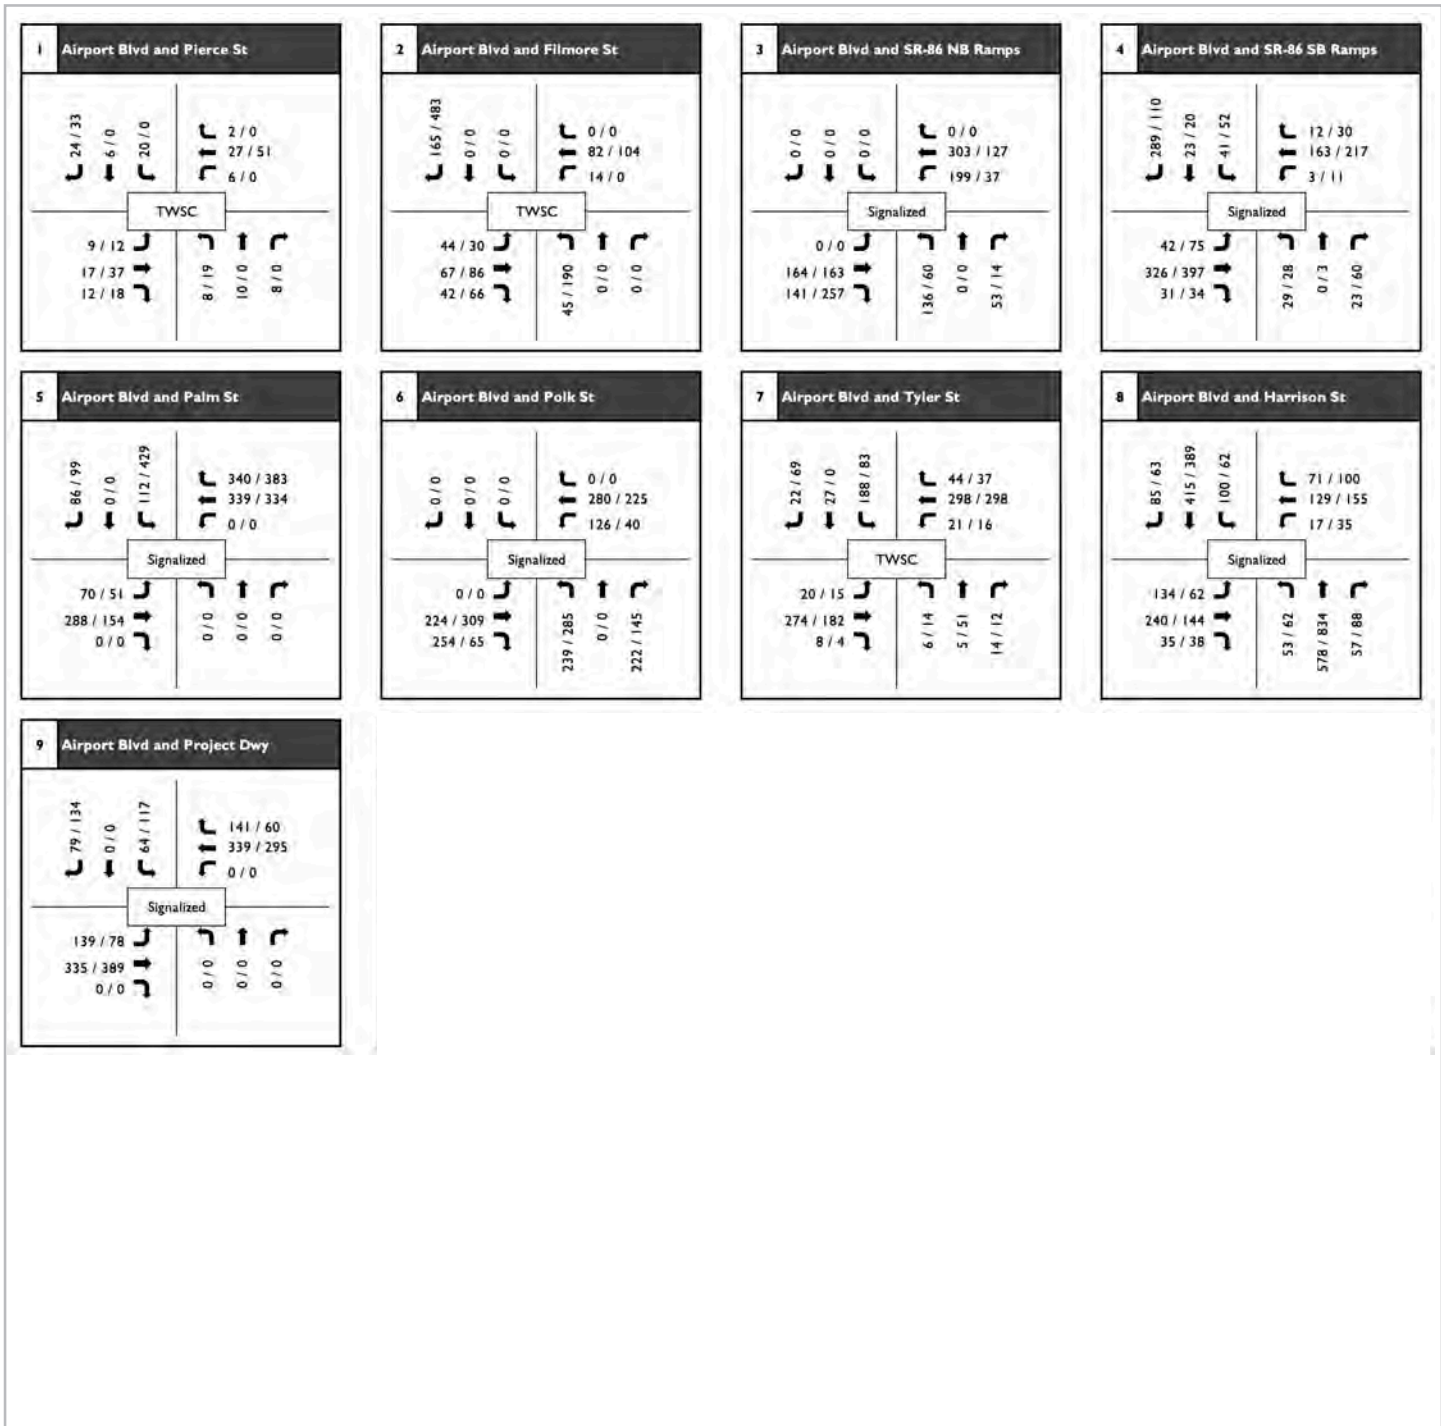 1 Airport Blvd and Pierce St
24 / 33
6 / 0
20 / 0
2 / 0
27 / 51
6 / 0
TWSC
9 / 12
17 / 37
12 / 18
8 / 19
10 / 0
8 / 0
2 Airport Blvd and Filmore St
165 / 483
0 / 0
0 / 0
0 / 0
82 / 104
14 / 0
TWSC
44 / 30
67 / 86
42 / 66
45 / 190
0 / 0
0 / 0
3 Airport Blvd and SR-86 NB Ramps
0 / 0
0 / 0
0 / 0
0 / 0
303 / 127
199 / 37
Signalized
0 / 0
164 / 163
141 / 257
136 / 60
0 / 0
53 / 14
4 Airport Blvd and SR-86 SB Ramps
289 / 110
23 / 20
41 / 52
12 / 30
163 / 217
3 / 11
Signalized
42 / 75
326 / 397
31 / 34
29 / 28
0 / 3
23 / 60
5 Airport Blvd and Palm St
86 / 99
0 / 0
112 / 429
340 / 383
339 / 334
0 / 0
Signalized
70 / 51
288 / 154
0 / 0
0 / 0
0 / 0
0 / 0
6 Airport Blvd and Polk St
0 / 0
0 / 0
0 / 0
0 / 0
280 / 225
126 / 40
Signalized
0 / 0
224 / 309
254 / 65
239 / 285
0 / 0
222 / 145
7 Airport Blvd and Tyler St
22 / 69
27 / 0
188 / 83
44 / 37
298 / 298
21 / 16
TWSC
20 / 15
274 / 182
8 / 4
6 / 14
5 / 51
14 / 12
8 Airport Blvd and Harrison St
85 / 63
415 / 389
100 / 62
71 / 100
129 / 155
17 / 35
Signalized
134 / 62
240 / 144
35 / 38
53 / 62
578 / 834
57 / 88
9 Airport Blvd and Project Dwy
79 / 134
0 / 0
64 / 117
141 / 60
339 / 295
0 / 0
Signalized
139 / 78
335 / 389
0 / 0
0 / 0
0 / 0
0 / 0